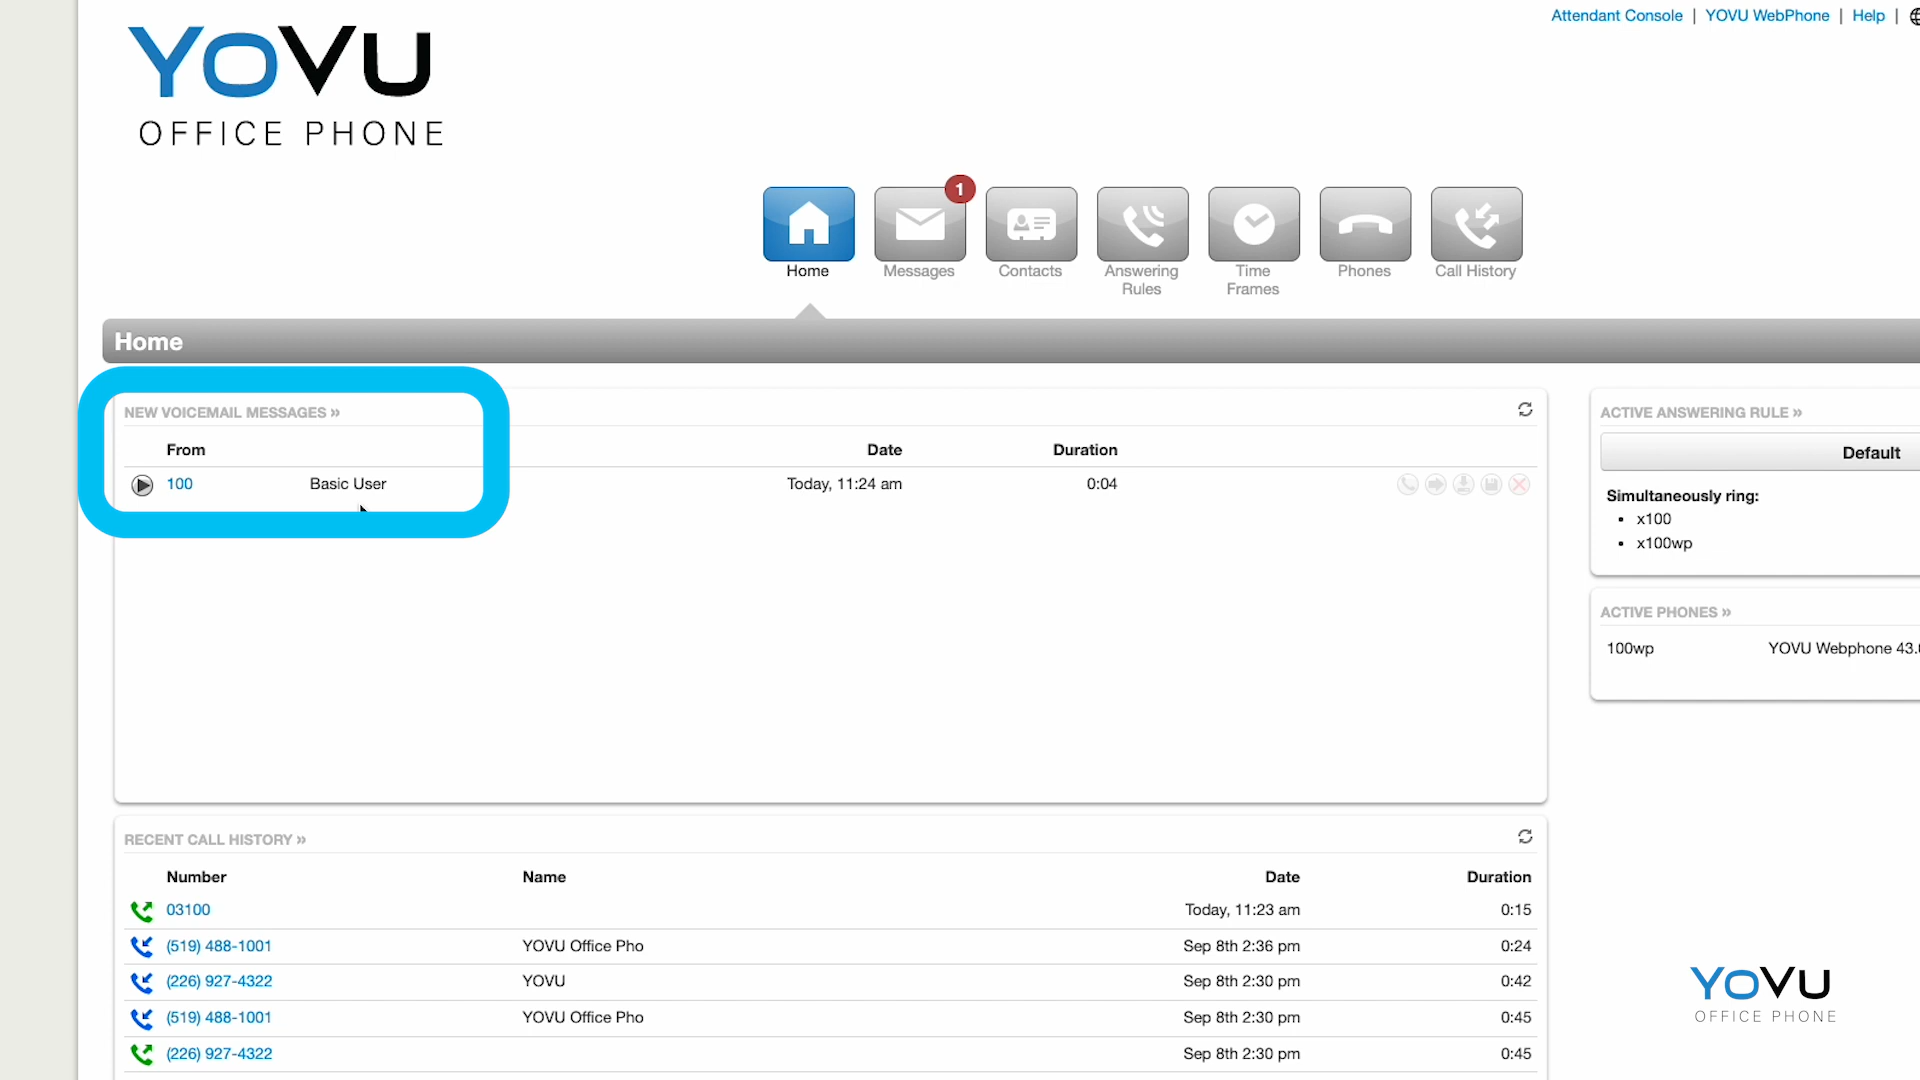 Attendant Console | YOVU WebPhone | Help |
YOVU
OFFICE PHONE
1
Home Messages Contacts Answering Rules Time Frames Phones Call History
Home
NEW VOICEMAIL MESSAGES »
From Date Duration
100 Basic User Today, 11:24 am 0:04
ACTIVE ANSWERING RULE »
Default
Simultaneously ring:
• x100
• x100wp
ACTIVE PHONES »
100wp YOVU Webphone 43.
RECENT CALL HISTORY »
Number Name Date Duration
03100 Today, 11:23 am 0:15
(519) 488-1001 YOVU Office Pho Sep 8th 2:36 pm 0:24
(226) 927-4322 YOVU Sep 8th 2:30 pm 0:42
(519) 488-1001 YOVU Office Pho Sep 8th 2:30 pm 0:45
(226) 927-4322 Sep 8th 2:30 pm 0:45
YOVU
OFFICE PHONE